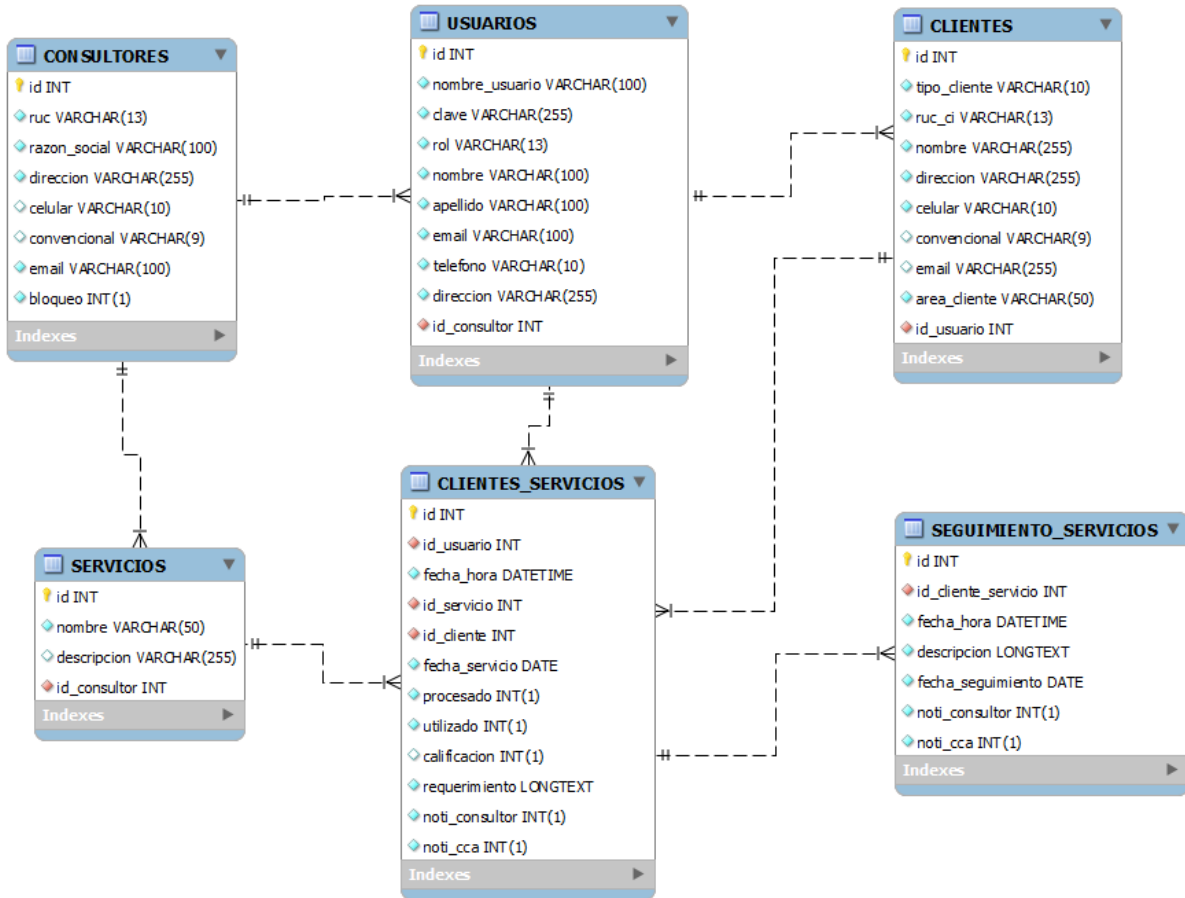 CONSULTORES
id INT
ruc VARCHAR(13)
razon_social VARCHAR(100)
direccion VARCHAR(255)
celular VARCHAR(10)
convencional VARCHAR(9)
email VARCHAR(100)
bloqueo INT(1)
Indexes
USUARIOS
id INT
nombre_usuario VARCHAR(100)
clave VARCHAR(255)
rol VARCHAR(13)
nombre VARCHAR(100)
apellido VARCHAR(100)
email VARCHAR(100)
telefono VARCHAR(10)
direccion VARCHAR(255)
id_consultor INT
Indexes
CLIENTES
id INT
tipo_cliente VARCHAR(10)
ruc_ci VARCHAR(13)
nombre VARCHAR(255)
direccion VARCHAR(255)
celular VARCHAR(10)
convencional VARCHAR(9)
email VARCHAR(255)
area_cliente VARCHAR(50)
id_usuario INT
Indexes
SERVICIOS
id INT
nombre VARCHAR(50)
descripcion VARCHAR(255)
id_consultor INT
Indexes
CLIENTES_SERVICIOS
id INT
id_usuario INT
fecha_hora DATETIME
id_servicio INT
id_cliente INT
fecha_servicio DATE
procesado INT(1)
utilizado INT(1)
calificacion INT(1)
requerimiento LONGTEXT
noti_consultor INT(1)
noti_cca INT(1)
Indexes
SEGUIMIENTO_SERVICIOS
id INT
id_cliente_servicio INT
fecha_hora DATETIME
descripcion LONGTEXT
fecha_seguimiento DATE
noti_consultor INT(1)
noti_cca INT(1)
Indexes